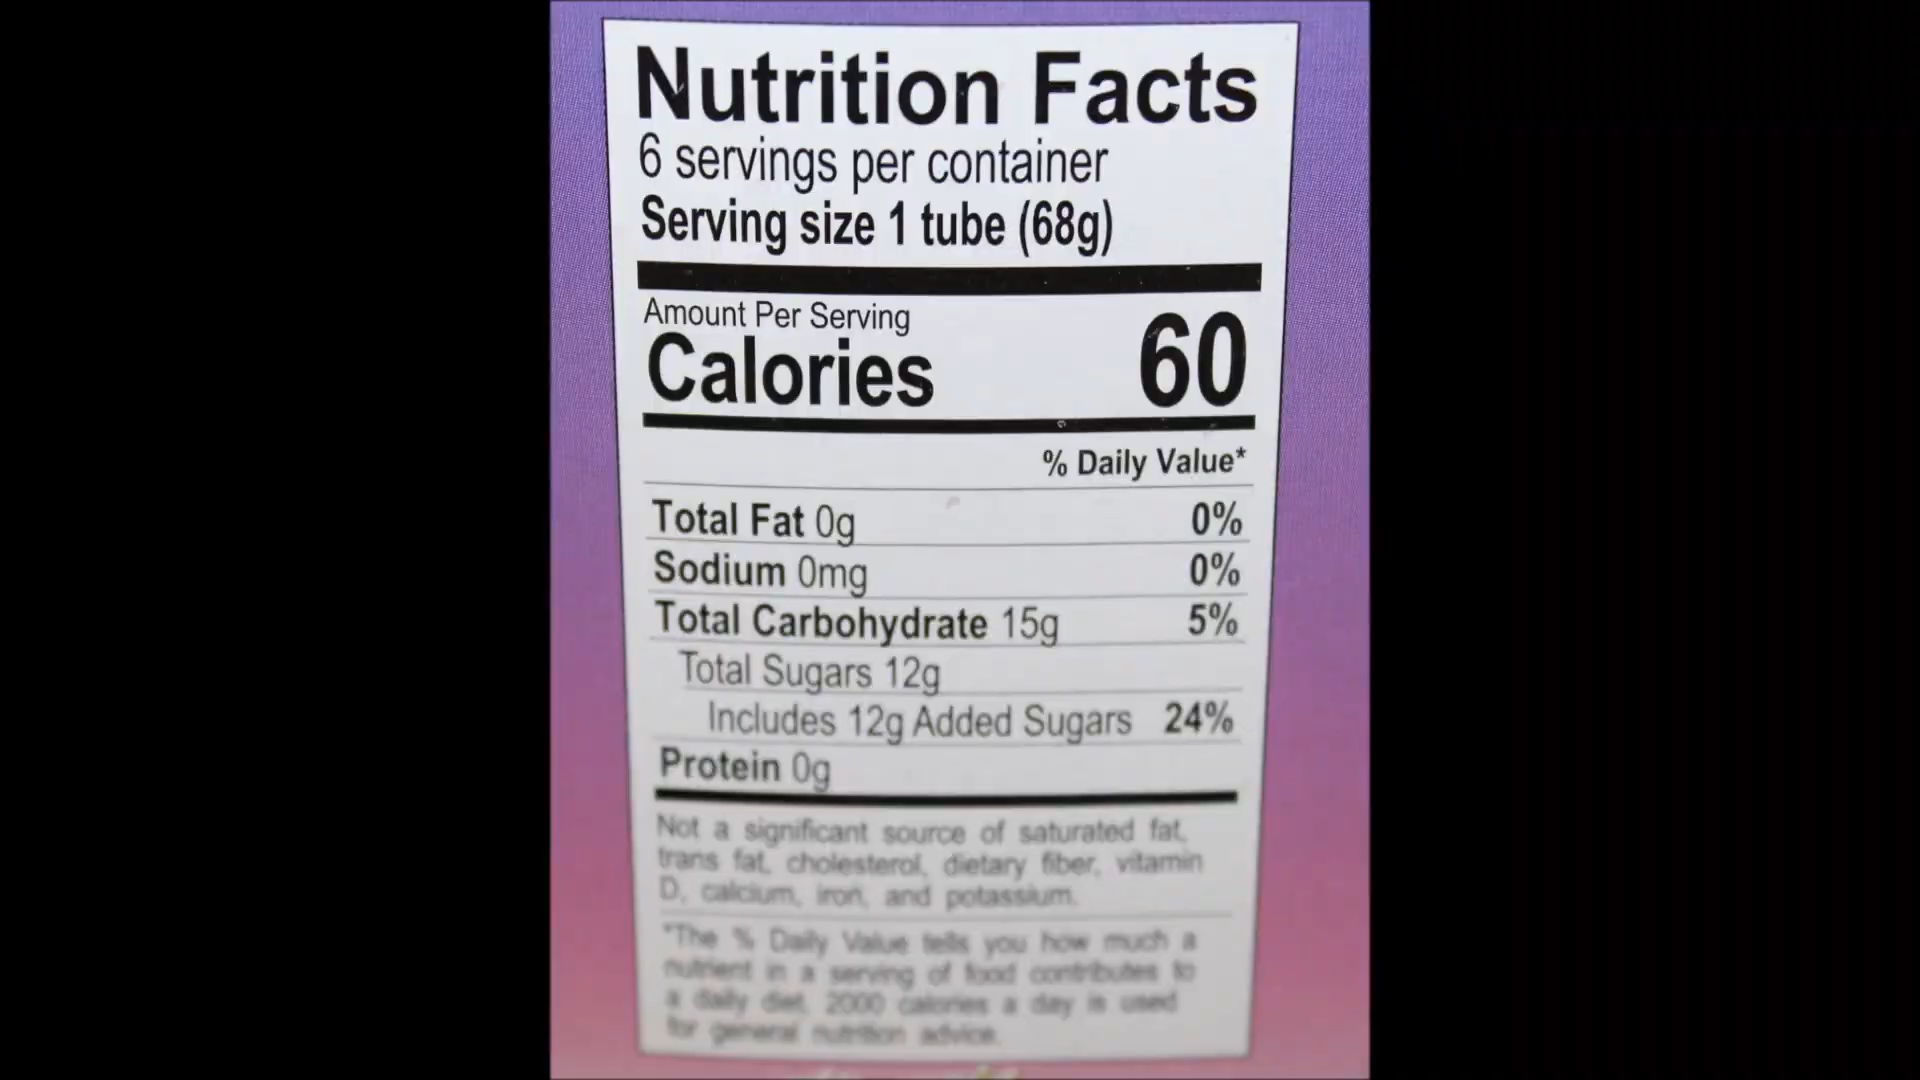 Nutrition Facts
6 servings per container
Serving size 1 tube (68g)
Amount Per Serving
Calories 60
% Daily Value*
Total Fat 0g 0%
Sodium 0mg 0%
Total Carbohydrate 15g 5%
Total Sugars 12g
Includes 12g Added Sugars 24%
Protein 0g
Not a significant source of saturated fat,
trans fat, cholesterol, dietary fiber, vitamin
D, calcium, iron, and potassium.
*The % Daily Value tells you how much a
nutrient in a serving of food contributes to
a daily diet. 2000 calories a day is used
for general nutrition advice.